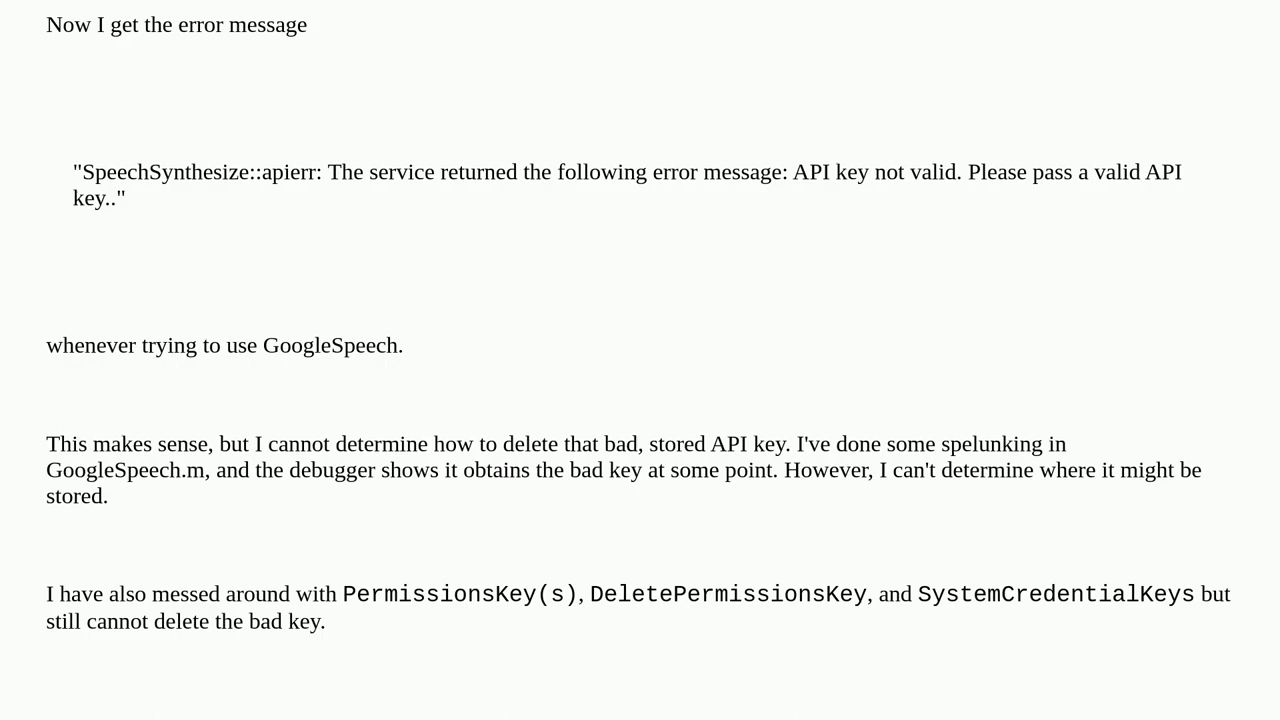 Now I get the error message
"SpeechSynthesize::apierr: The service returned the following error message: API key not valid. Please pass a valid API
key.."
whenever trying to use GoogleSpeech.
This makes sense, but I cannot determine how to delete that bad, stored API key. I've done some spelunking in
GoogleSpeech.m, and the debugger shows it obtains the bad key at some point. However, I can't determine where it might be
stored.
I have also messed around with PermissionsKey(s), DeletePermissionsKey, and SystemCredentialKeys but
still cannot delete the bad key.